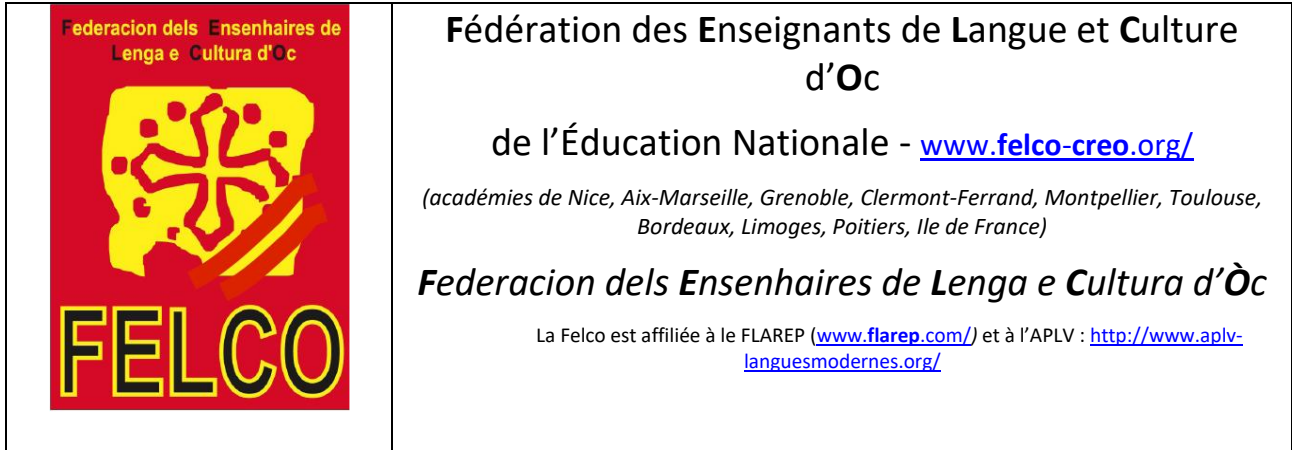 Federacion dels Ensenhaires de
Lenga e Cultura d'Oc
FELCO
Fédération des Enseignants de Langue et Culture
d’Oc
de l’Éducation Nationale - www.felco-creo.org/
(académies de Nice, Aix-Marseille, Grenoble, Clermont-Ferrand, Montpellier, Toulouse,
Bordeaux, Limoges, Poitiers, Ile de France)
Federacion dels Ensenhaires de Lenga e Cultura d’Òc
La Felco est affiliée à le FLAREP (www.flarep.com/) et à l’APLV : http://www.aplv-
languesmodernes.org/